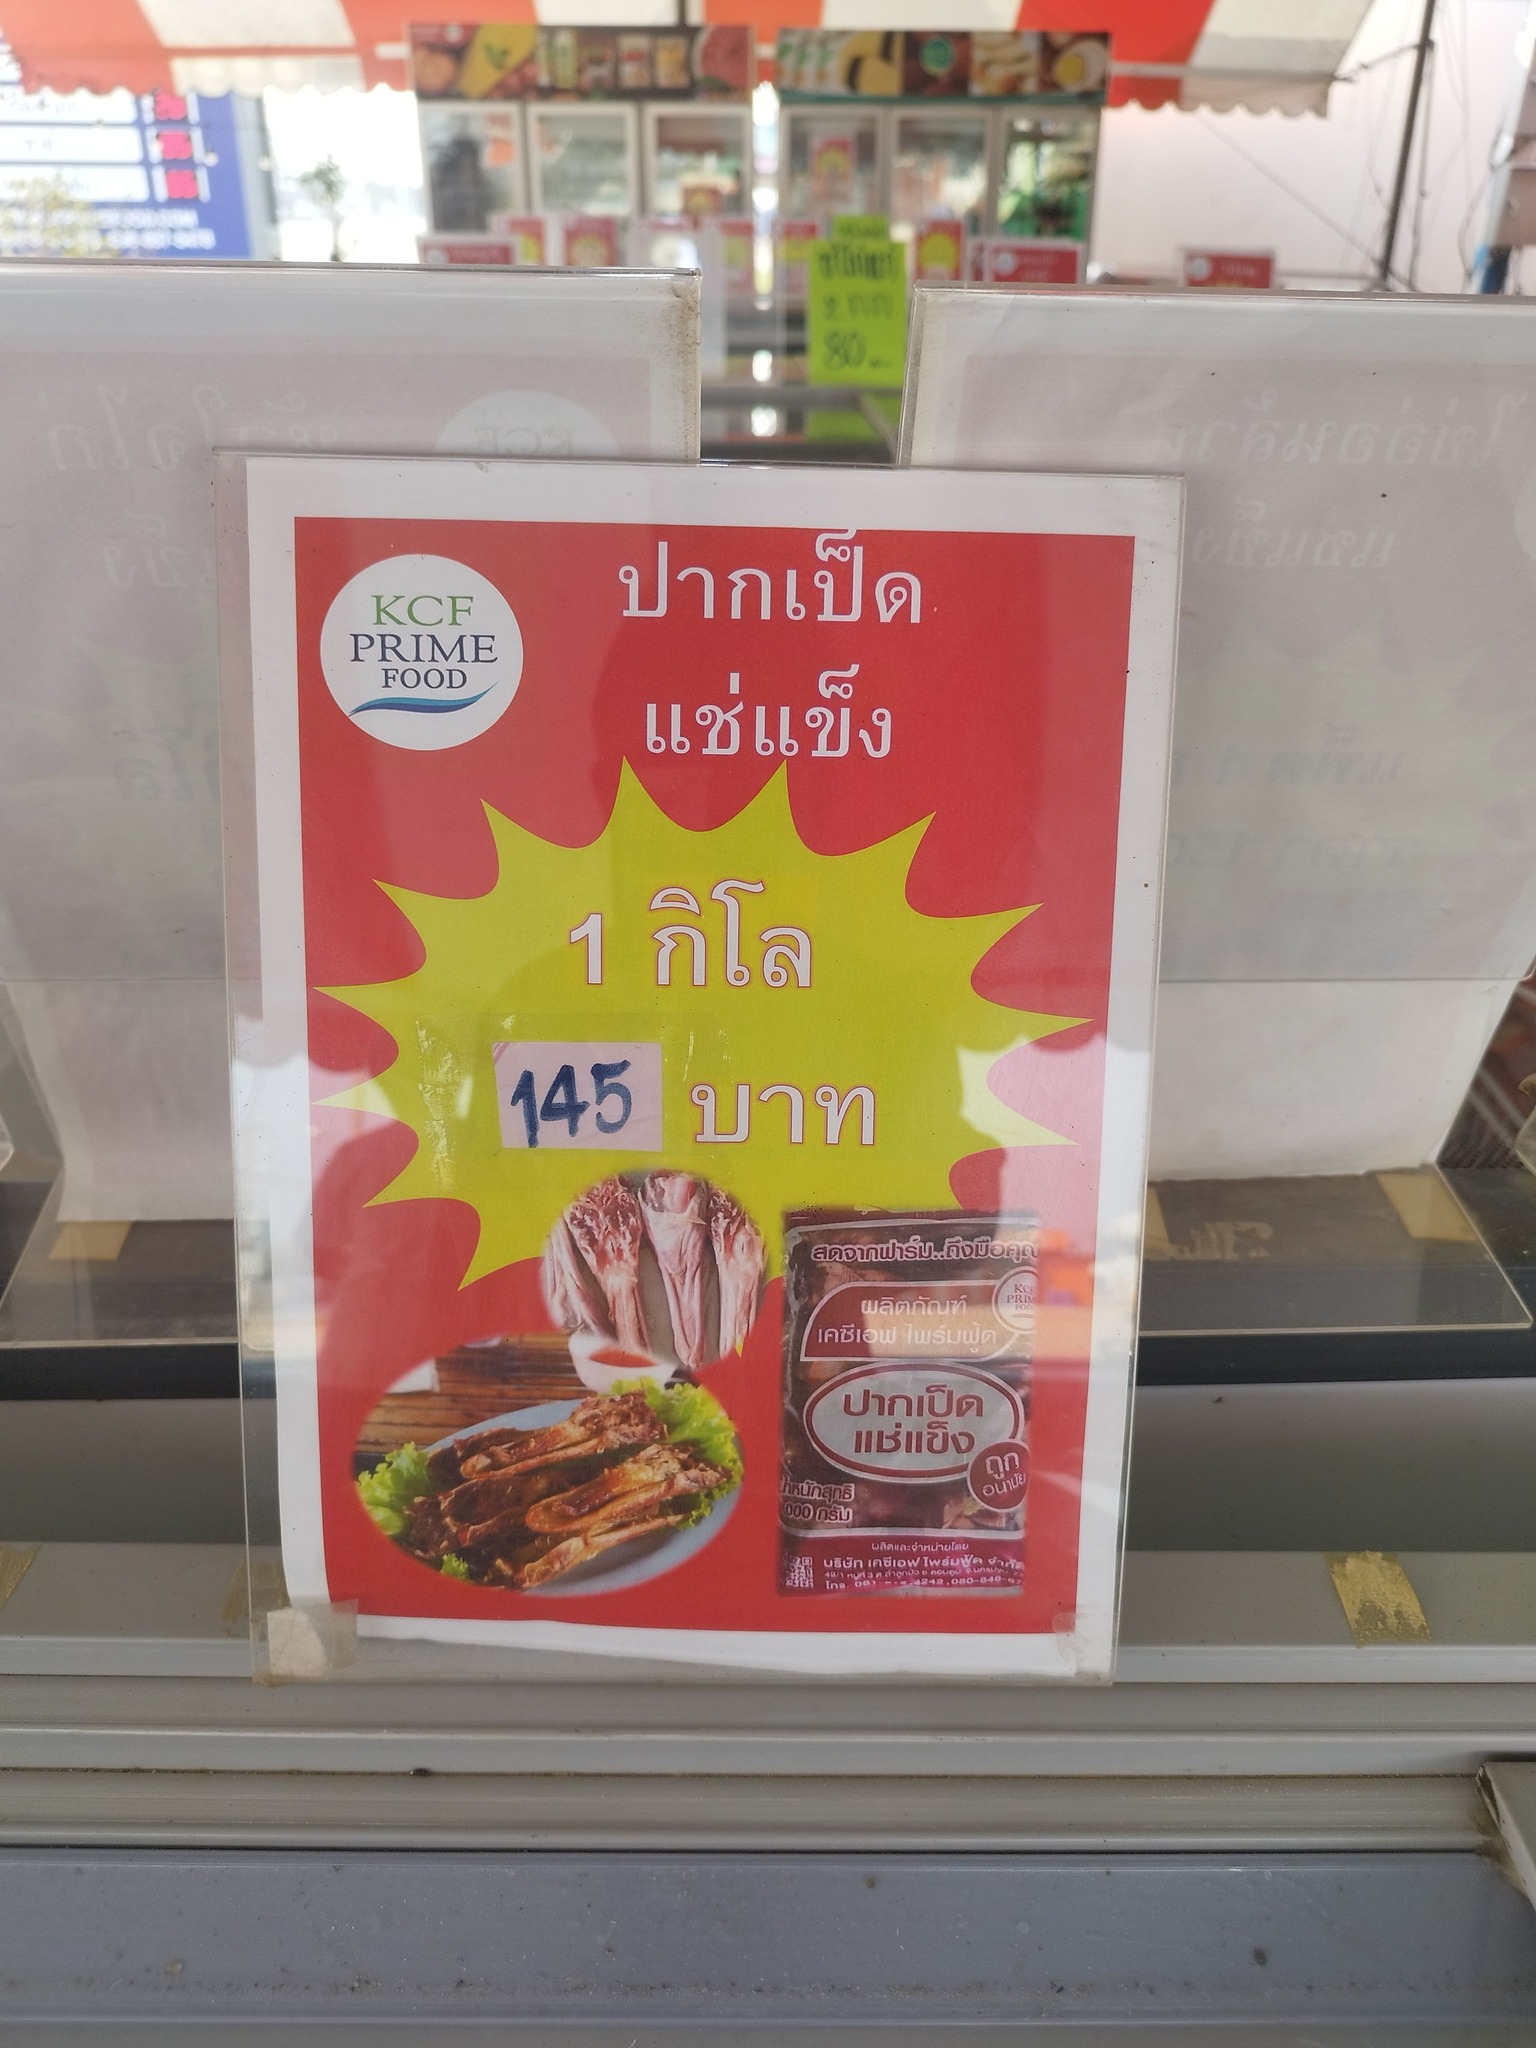 KCF
PRIME
FOOD
ปากเป็ด
แช่แข็ง
1 กิโล
145 บาท
สดจากฟาร์ม..ถึงมือคุณ
ผลิตภัณฑ์
เคซีเอฟ ไพร์มฟู้ด
KCF
PRIME
FOOD
ปากเป็ด
แช่แข็ง
ถูก
อนามัย
น้ำหนักสุทธิ
000 กรัม
ผลิตและจำหน่ายโดย
บริษัท เคซีเอฟ ไพร์มฟู้ด จำกัด
80